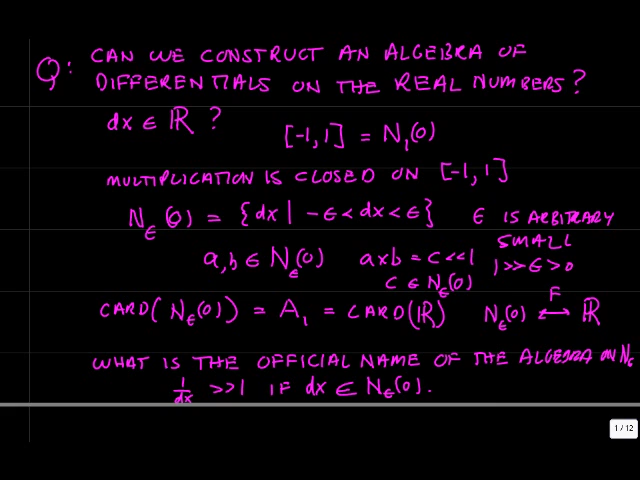 Q: CAN WE CONSTRUCT AN ALGEBRA OF
DIFFERENTIALS ON THE REAL NUMBERS?
dx ∈ ℝ ?
[-1, 1] = N₁(0)
MULTIPLICATION IS CLOSED ON [-1, 1]
N_ϵ(0) = {dx | -ϵ < dx < ϵ} ϵ IS ARBITRARY
SMALL
a,b ∈ N_ϵ(0) a×b = c <<1 1>>ϵ>0
c ∈ N_ϵ(0)
CARD(N_ϵ(0)) = A₁ = CARD(ℝ) N_ϵ(0) ⟷ ℝ
F
WHAT IS THE OFFICIAL NAME OF THE ALGEBRA ON N_ϵ
1/dx >>1 IF dx ∈ N_ϵ(0).
1 / 12